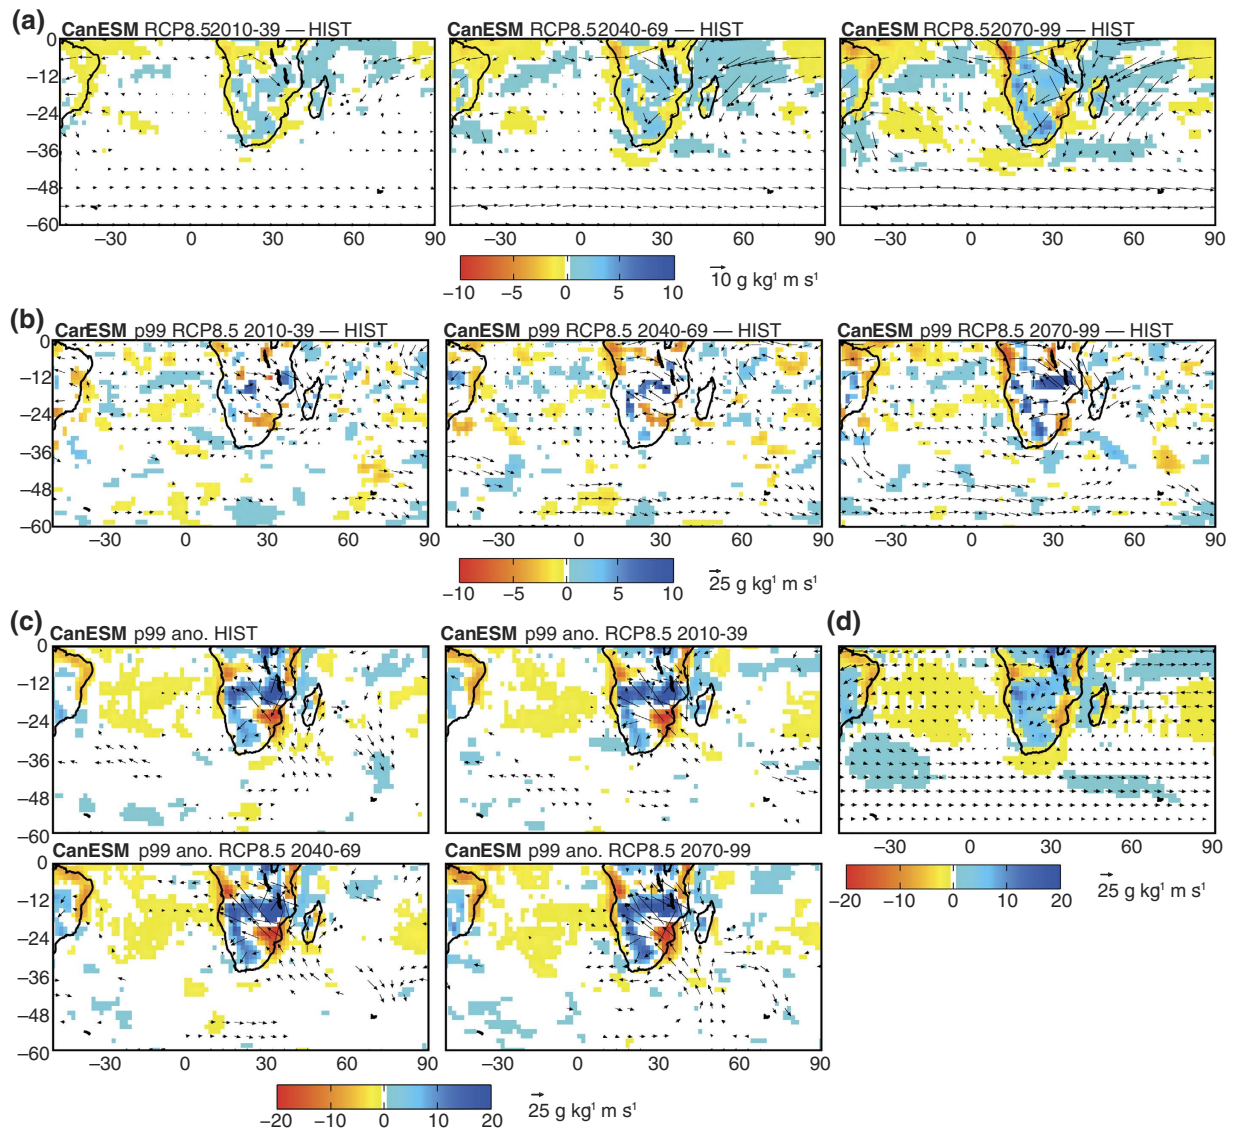 (a)
CanESM RCP8.52010-39 — HIST
CanESM RCP8.52040-69 — HIST
CanESM RCP8.52070-99 — HIST
0
−12
−24
−36
−48
−60
−30 0 30 60 90
−30 0 30 60 90
−30 0 30 60 90
−10 −5 0 5 10
10 g kg¹ m s¹
(b)
CanESM p99 RCP8.5 2010-39 — HIST
CanESM p99 RCP8.5 2040-69 — HIST
CanESM p99 RCP8.5 2070-99 — HIST
0
−12
−24
−36
−48
−60
−30 0 30 60 90
−30 0 30 60 90
−30 0 30 60 90
−10 −5 0 5 10
25 g kg¹ m s¹
(c)
CanESM p99 ano. HIST
CanESM p99 ano. RCP8.5 2010-39
(d)
0
−12
−24
−36
−48
−60
−30 0 30 60 90
−20 −10 0 10 20
25 g kg¹ m s¹
CanESM p99 ano. RCP8.5 2040-69
CanESM p99 ano. RCP8.5 2070-99
0
−12
−24
−36
−48
−60
−30 0 30 60 90
−30 0 30 60 90
−20 −10 0 10 20
25 g kg¹ m s¹